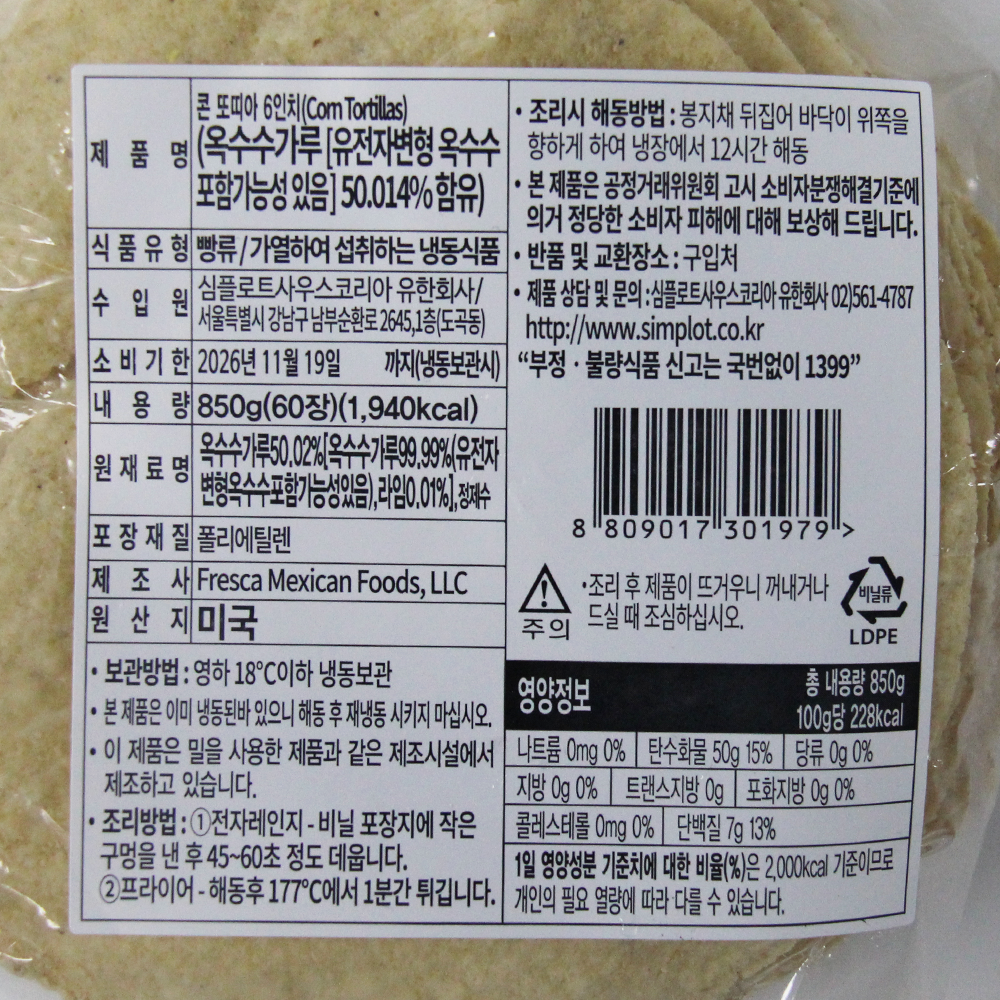 제품명
콘 또띠아 6인치(Corn Tortillas)
(옥수수가루 [유전자변형 옥수수
포함가능성 있음] 50.014% 함유)
식품유형
빵류 / 가열하여 섭취하는 냉동식품
수입원
심플로트사우스코리아 유한회사/
서울특별시 강남구 남부순환로 2645,1층(도곡동)
소비기한
2026년 11월 19일 까지(냉동보관시)
내용량
850g(60장)(1,940kcal)
원재료명
옥수수가루50.02%[옥수수가루99.99%(유전자
변형옥수수포함가능성있음),라임0.01%],정제수
포장재질
폴리에틸렌
제조사
Fresca Mexican Foods, LLC
원산지
미국
• 보관방법 : 영하 18°C이하 냉동보관
• 본 제품은 이미 냉동된바 있으니 해동 후 재냉동 시키지 마십시오.
• 이 제품은 밀을 사용한 제품과 같은 제조시설에서
제조하고 있습니다.
• 조리방법 : ①전자레인지 - 비닐 포장지에 작은
구멍을 낸 후 45~60초 정도 데웁니다.
②프라이어 - 해동후 177°C에서 1분간 튀깁니다.
• 조리시 해동방법 : 봉지채 뒤집어 바닥이 위쪽을
향하게 하여 냉장에서 12시간 해동
• 본 제품은 공정거래위원회 고시 소비자분쟁해결기준에
의거 정당한 소비자 피해에 대해 보상해 드립니다.
• 반품 및 교환장소 : 구입처
• 제품 상담 및 문의 : 심플로트사우스코리아 유한회사 02)561-4787
http://www.simplot.co.kr
“부정 · 불량식품 신고는 국번없이 1399”
8 809017 301979 >
주의
•조리 후 제품이 뜨거우니 꺼내거나
드실 때 조심하십시오.
비닐류
LDPE
영양정보
총 내용량 850g
100g당 228kcal
나트륨 0mg 0% 탄수화물 50g 15% 당류 0g 0%
지방 0g 0% 트랜스지방 0g 포화지방 0g 0%
콜레스테롤 0mg 0% 단백질 7g 13%
1일 영양성분 기준치에 대한 비율(%)은 2,000kcal 기준이므로
개인의 필요 열량에 따라 다를 수 있습니다.